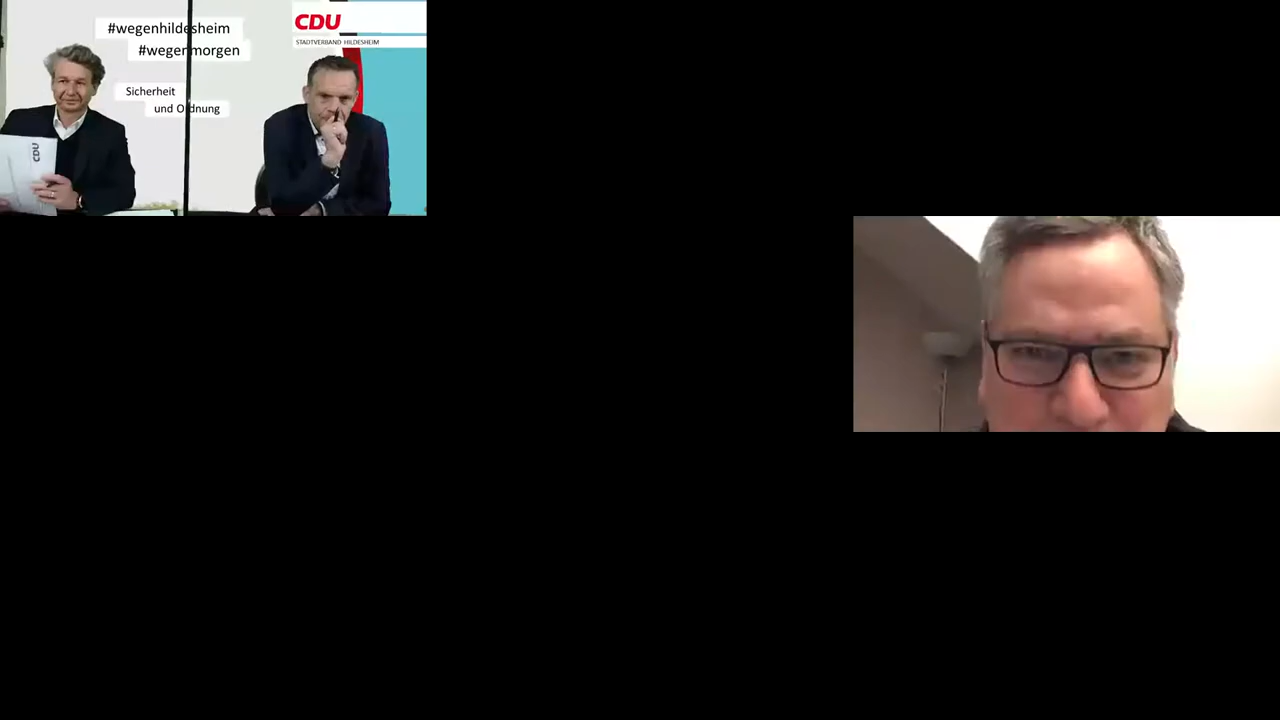 #wegenhildesheim
#wegenmorgen
Sicherheit
und Ordnung
CDU
STADTVERBAND HILDESHEIM
CDU